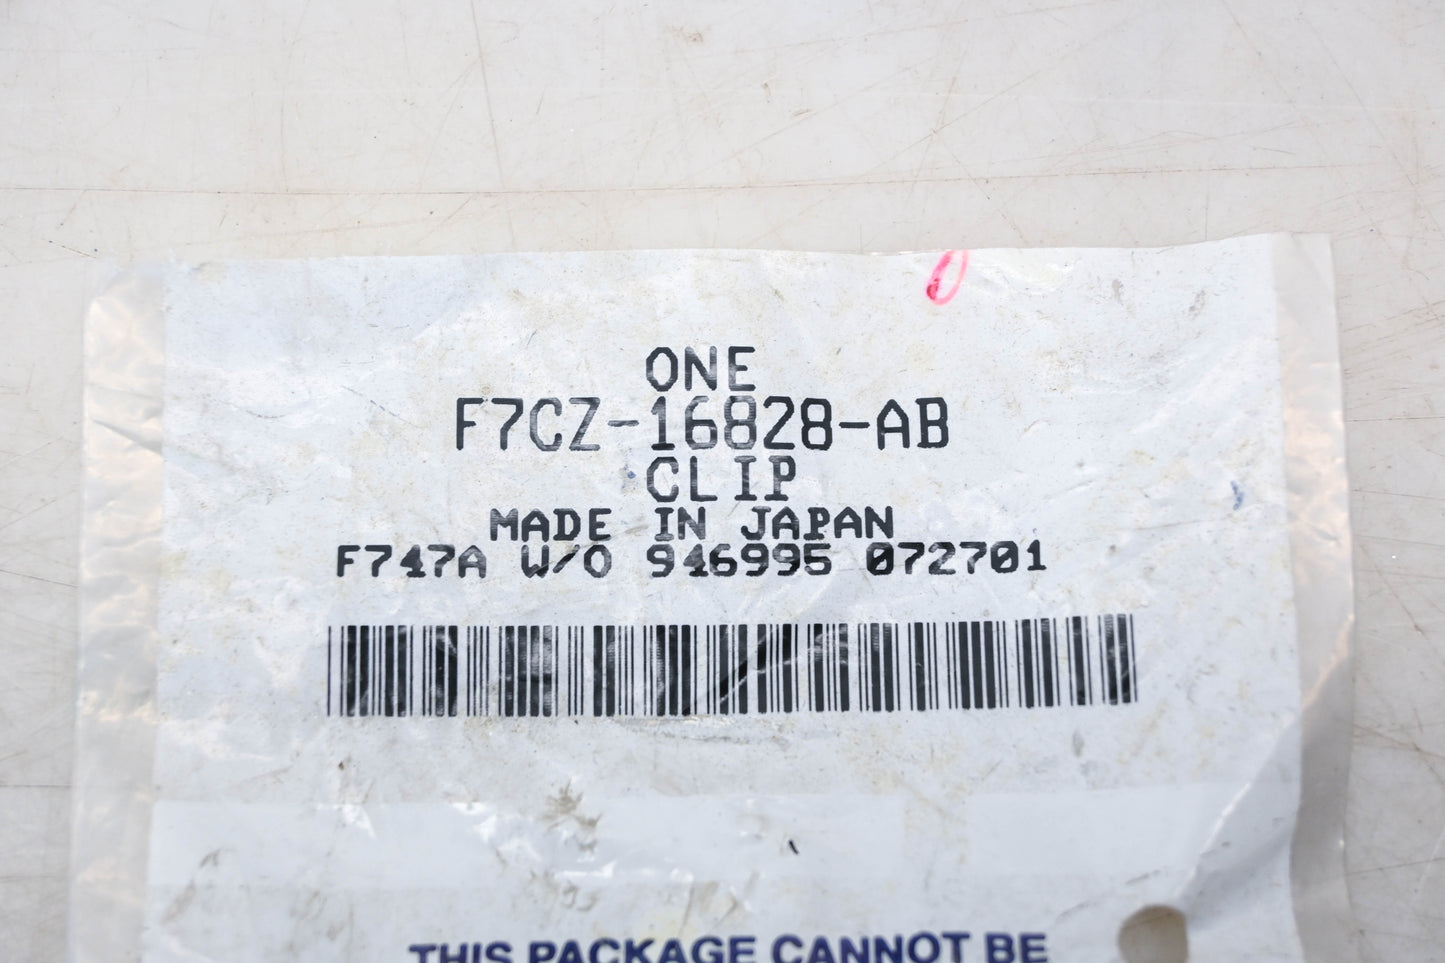 ONE
F7CZ-16828-AB
CLIP
MADE IN JAPAN
F747A W/O 946995 072701
THIS PACKAGE CANNOT BE